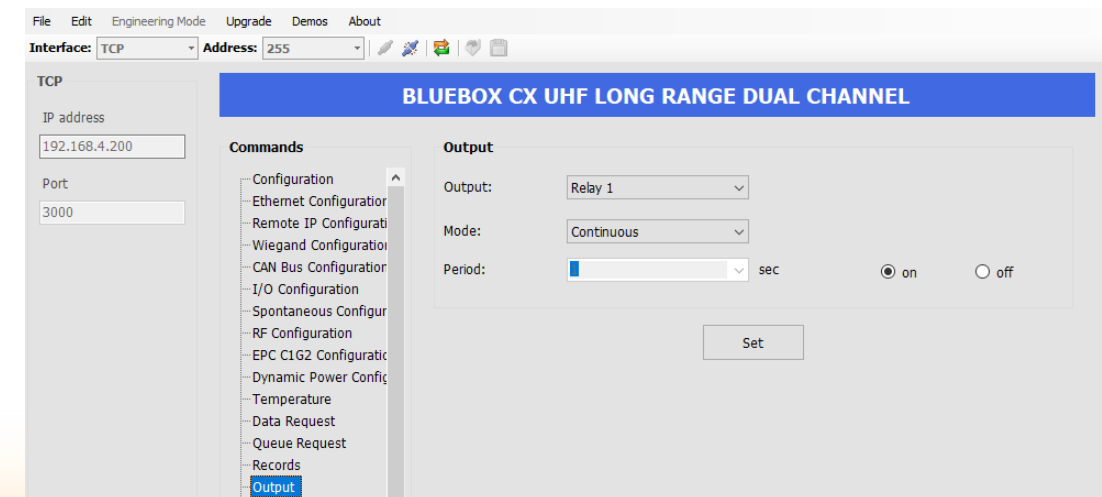 File Edit Engineering Mode Upgrade Demos About
Interface: TCP Address: 255
TCP
BLUEBOX CX UHF LONG RANGE DUAL CHANNEL
IP address
192.168.4.200
Port
3000
Commands
Configuration
Ethernet Configuration
Remote IP Configurati
Wiegand Configuration
CAN Bus Configuration
I/O Configuration
Spontaneous Configur
RF Configuration
EPC C1G2 Configuratic
Dynamic Power Config
Temperature
Data Request
Queue Request
Records
Output
Output
Output: Relay 1
Mode: Continuous
Period: sec on off
Set